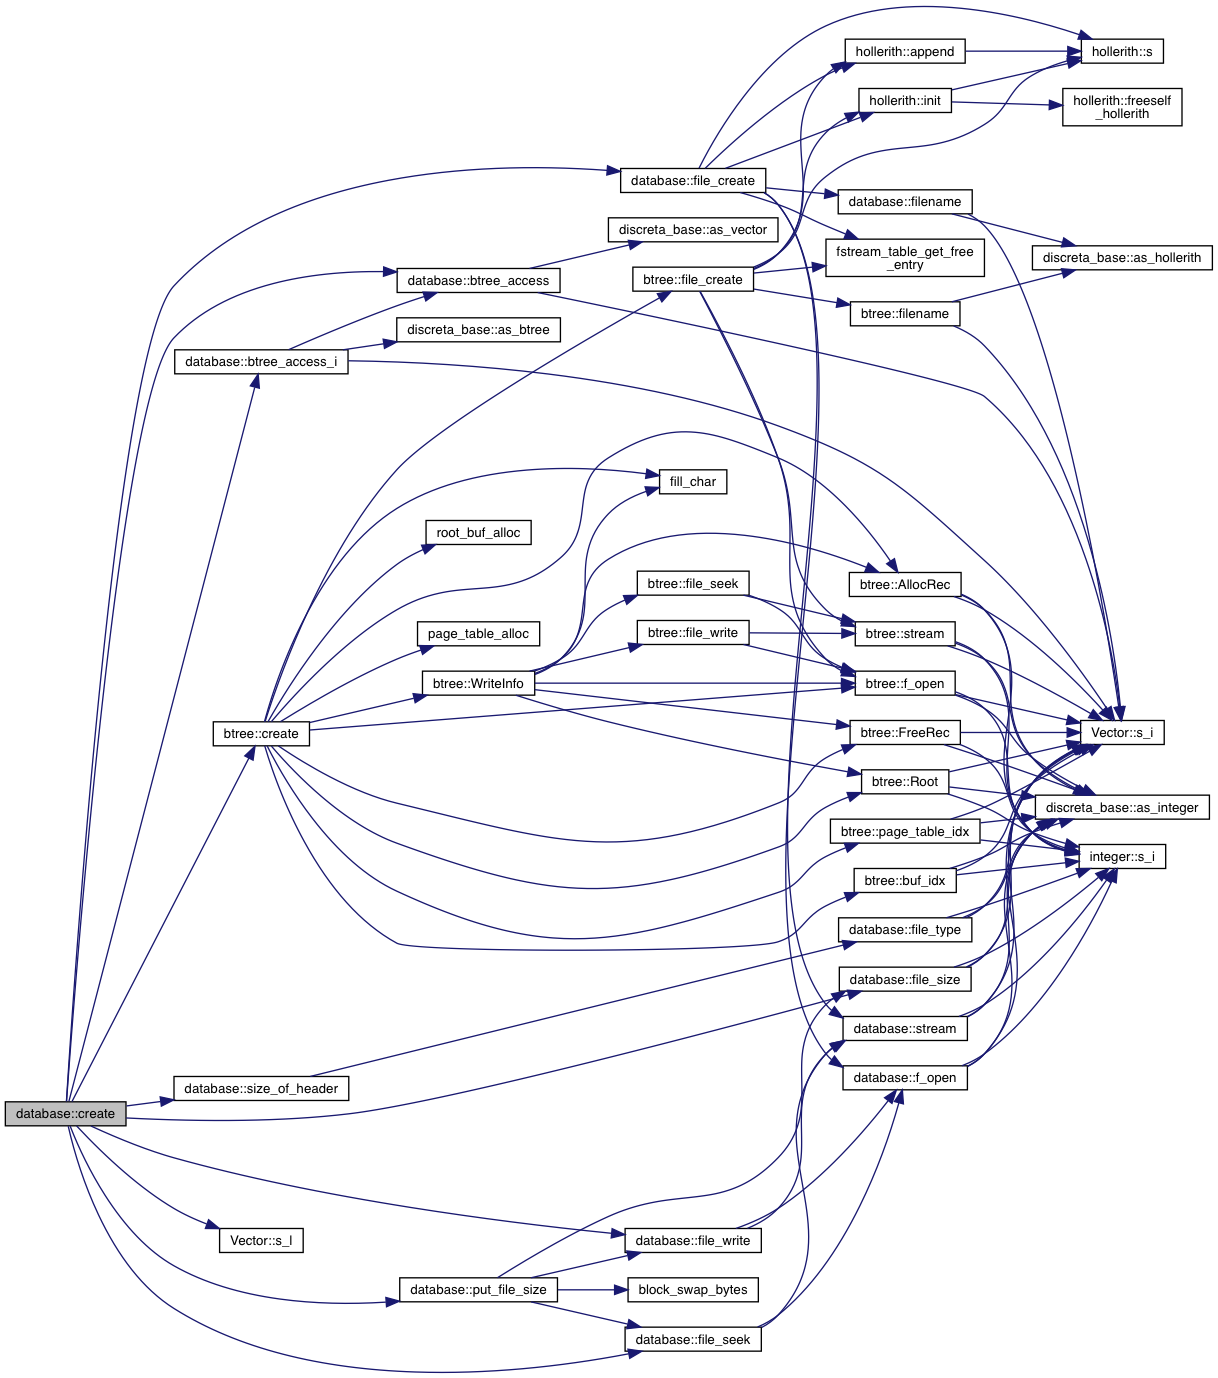 hollerith::append
hollerith::s
hollerith::init
hollerith::freeself
_hollerith
database::file_create
database::filename
discreta_base::as_vector
fstream_table_get_free
_entry
discreta_base::as_hollerith
database::btree_access
btree::file_create
btree::filename
discreta_base::as_btree
database::btree_access_i
fill_char
root_buf_alloc
btree::file_seek
btree::AllocRec
page_table_alloc
btree::file_write
btree::stream
btree::WriteInfo
btree::f_open
btree::create
btree::FreeRec
Vector::s_i
btree::Root
discreta_base::as_integer
btree::page_table_idx
integer::s_i
btree::buf_idx
database::file_type
database::file_size
database::stream
database::f_open
database::size_of_header
database::create
Vector::s_l
database::file_write
database::put_file_size
block_swap_bytes
database::file_seek